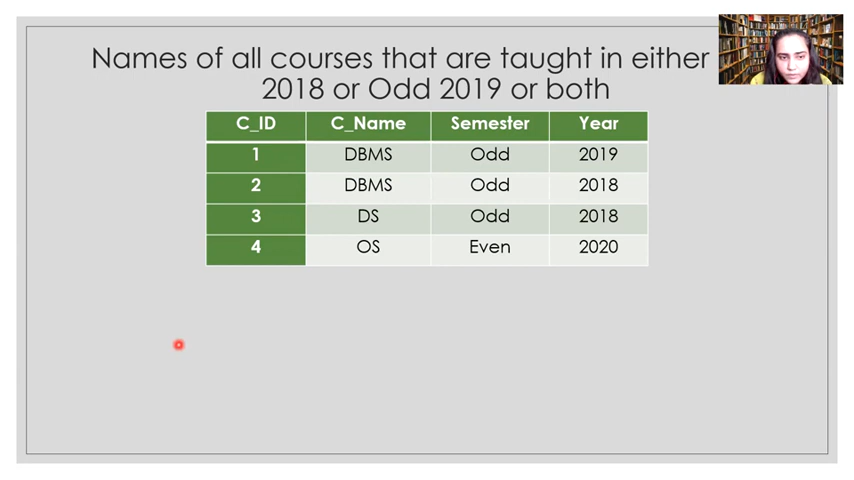 Names of all courses that are taught in either
2018 or Odd 2019 or both
C_ID C_Name Semester Year
1 DBMS Odd 2019
2 DBMS Odd 2018
3 DS Odd 2018
4 OS Even 2020